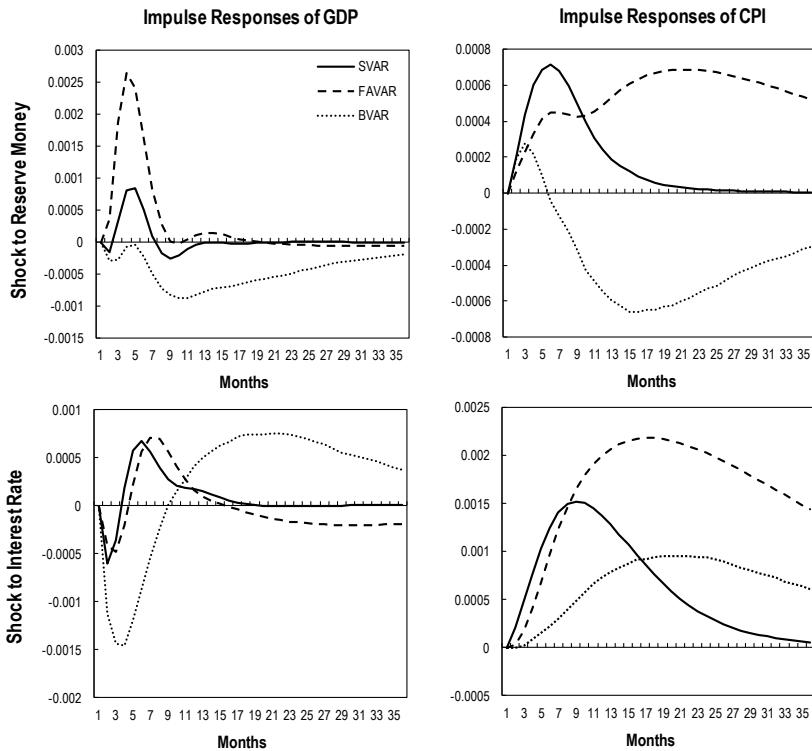 Impulse Responses of GDP
Impulse Responses of CPI
Shock to Reserve Money
0.003
0.0025
0.002
0.0015
0.001
0.0005
0
-0.0005
-0.001
-0.0015
SVAR
FAVAR
BVAR
1 3 5 7 9 11 13 15 17 19 21 23 25 27 29 31 33 35
Months
0.0008
0.0006
0.0004
0.0002
0
-0.0002
-0.0004
-0.0006
-0.0008
1 3 5 7 9 11 13 15 17 19 21 23 25 27 29 31 33 35
Months
Shock to Interest Rate
0.001
0.0005
0
-0.0005
-0.001
-0.0015
-0.002
1 3 5 7 9 11 13 15 17 19 21 23 25 27 29 31 33 35
Months
0.0025
0.002
0.0015
0.001
0.0005
0
-0.0005
1 3 5 7 9 11 13 15 17 19 21 23 25 27 29 31 33 35
Months